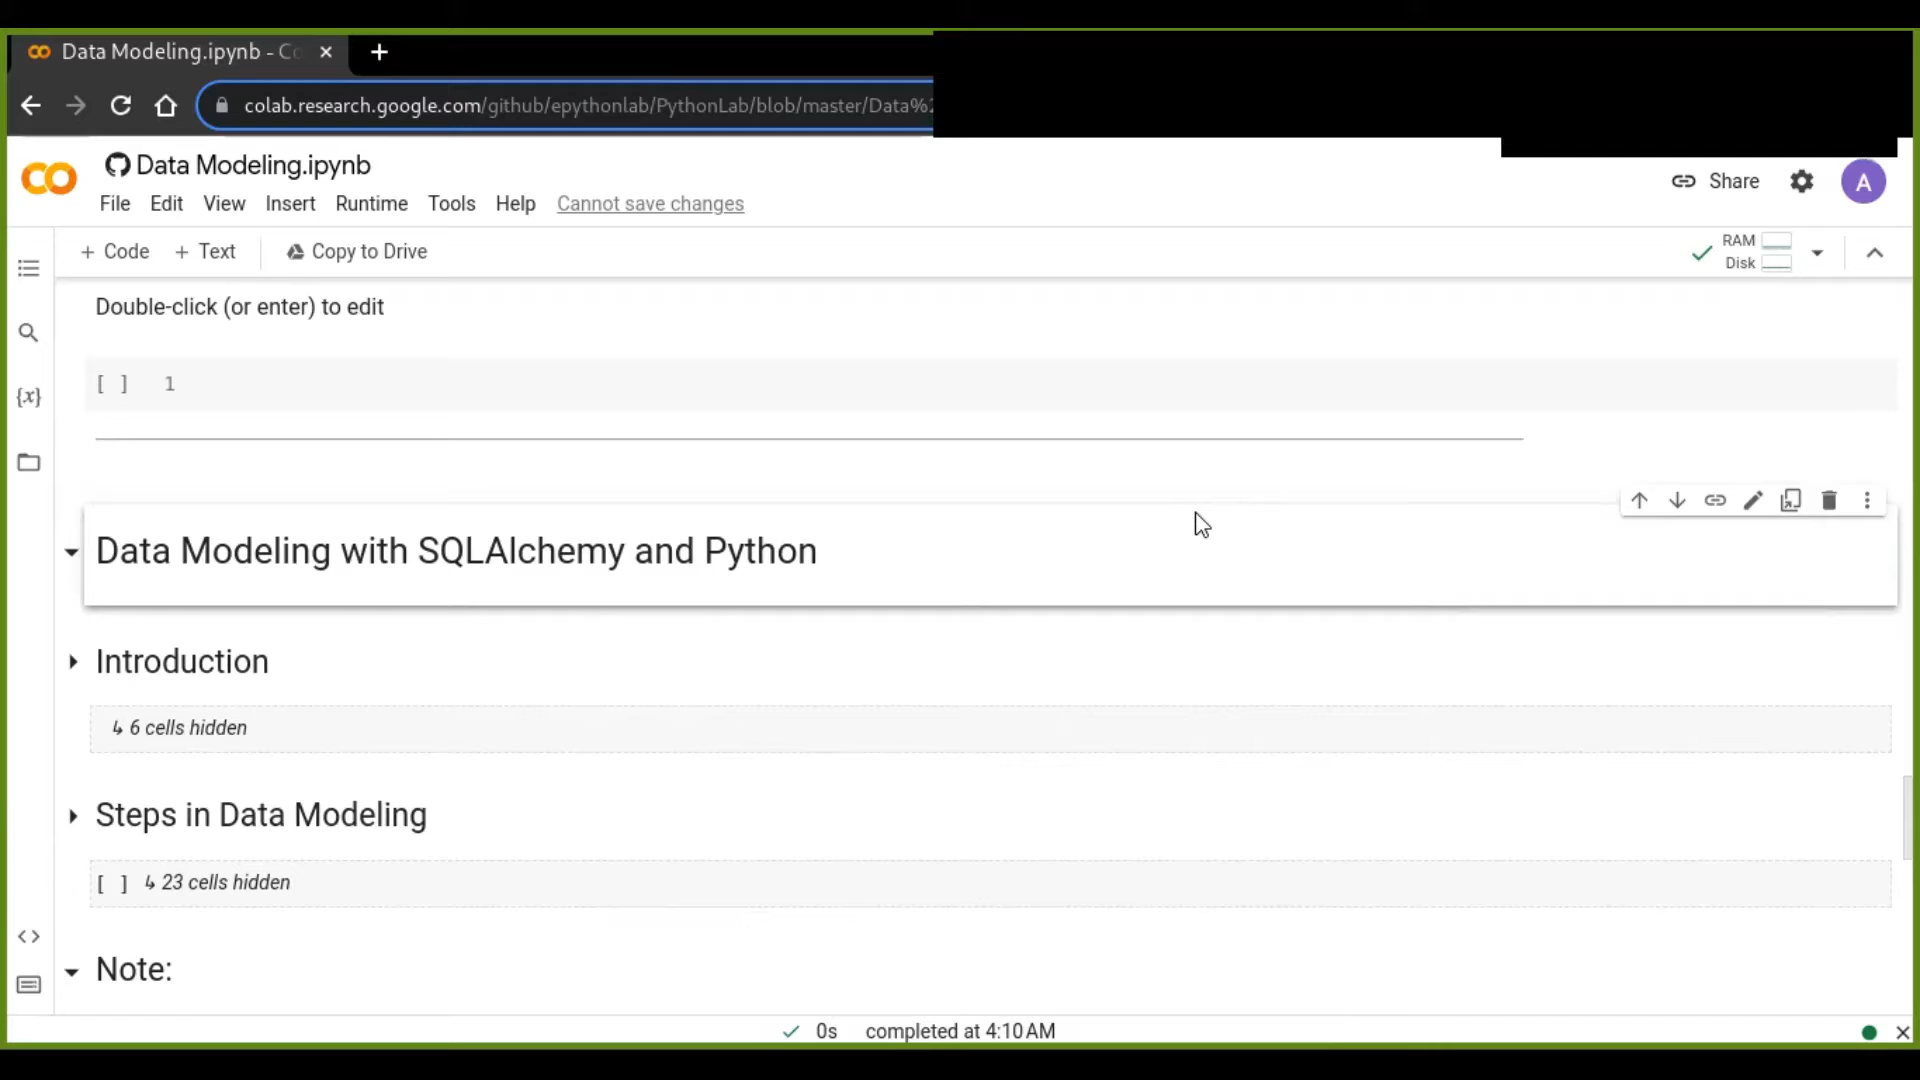 Data Modeling.ipynb - Co
colab.research.google.com/github/epythonlab/PythonLab/blob/master/Data%2
Data Modeling.ipynb
File Edit View Insert Runtime Tools Help Cannot save changes
Share
A
+ Code + Text Copy to Drive
RAM
Disk
Double-click (or enter) to edit
[ ] 1
{x}
Data Modeling with SQLAlchemy and Python
Introduction
↳ 6 cells hidden
Steps in Data Modeling
[ ] ↳ 23 cells hidden
Note:
0s completed at 4:10 AM